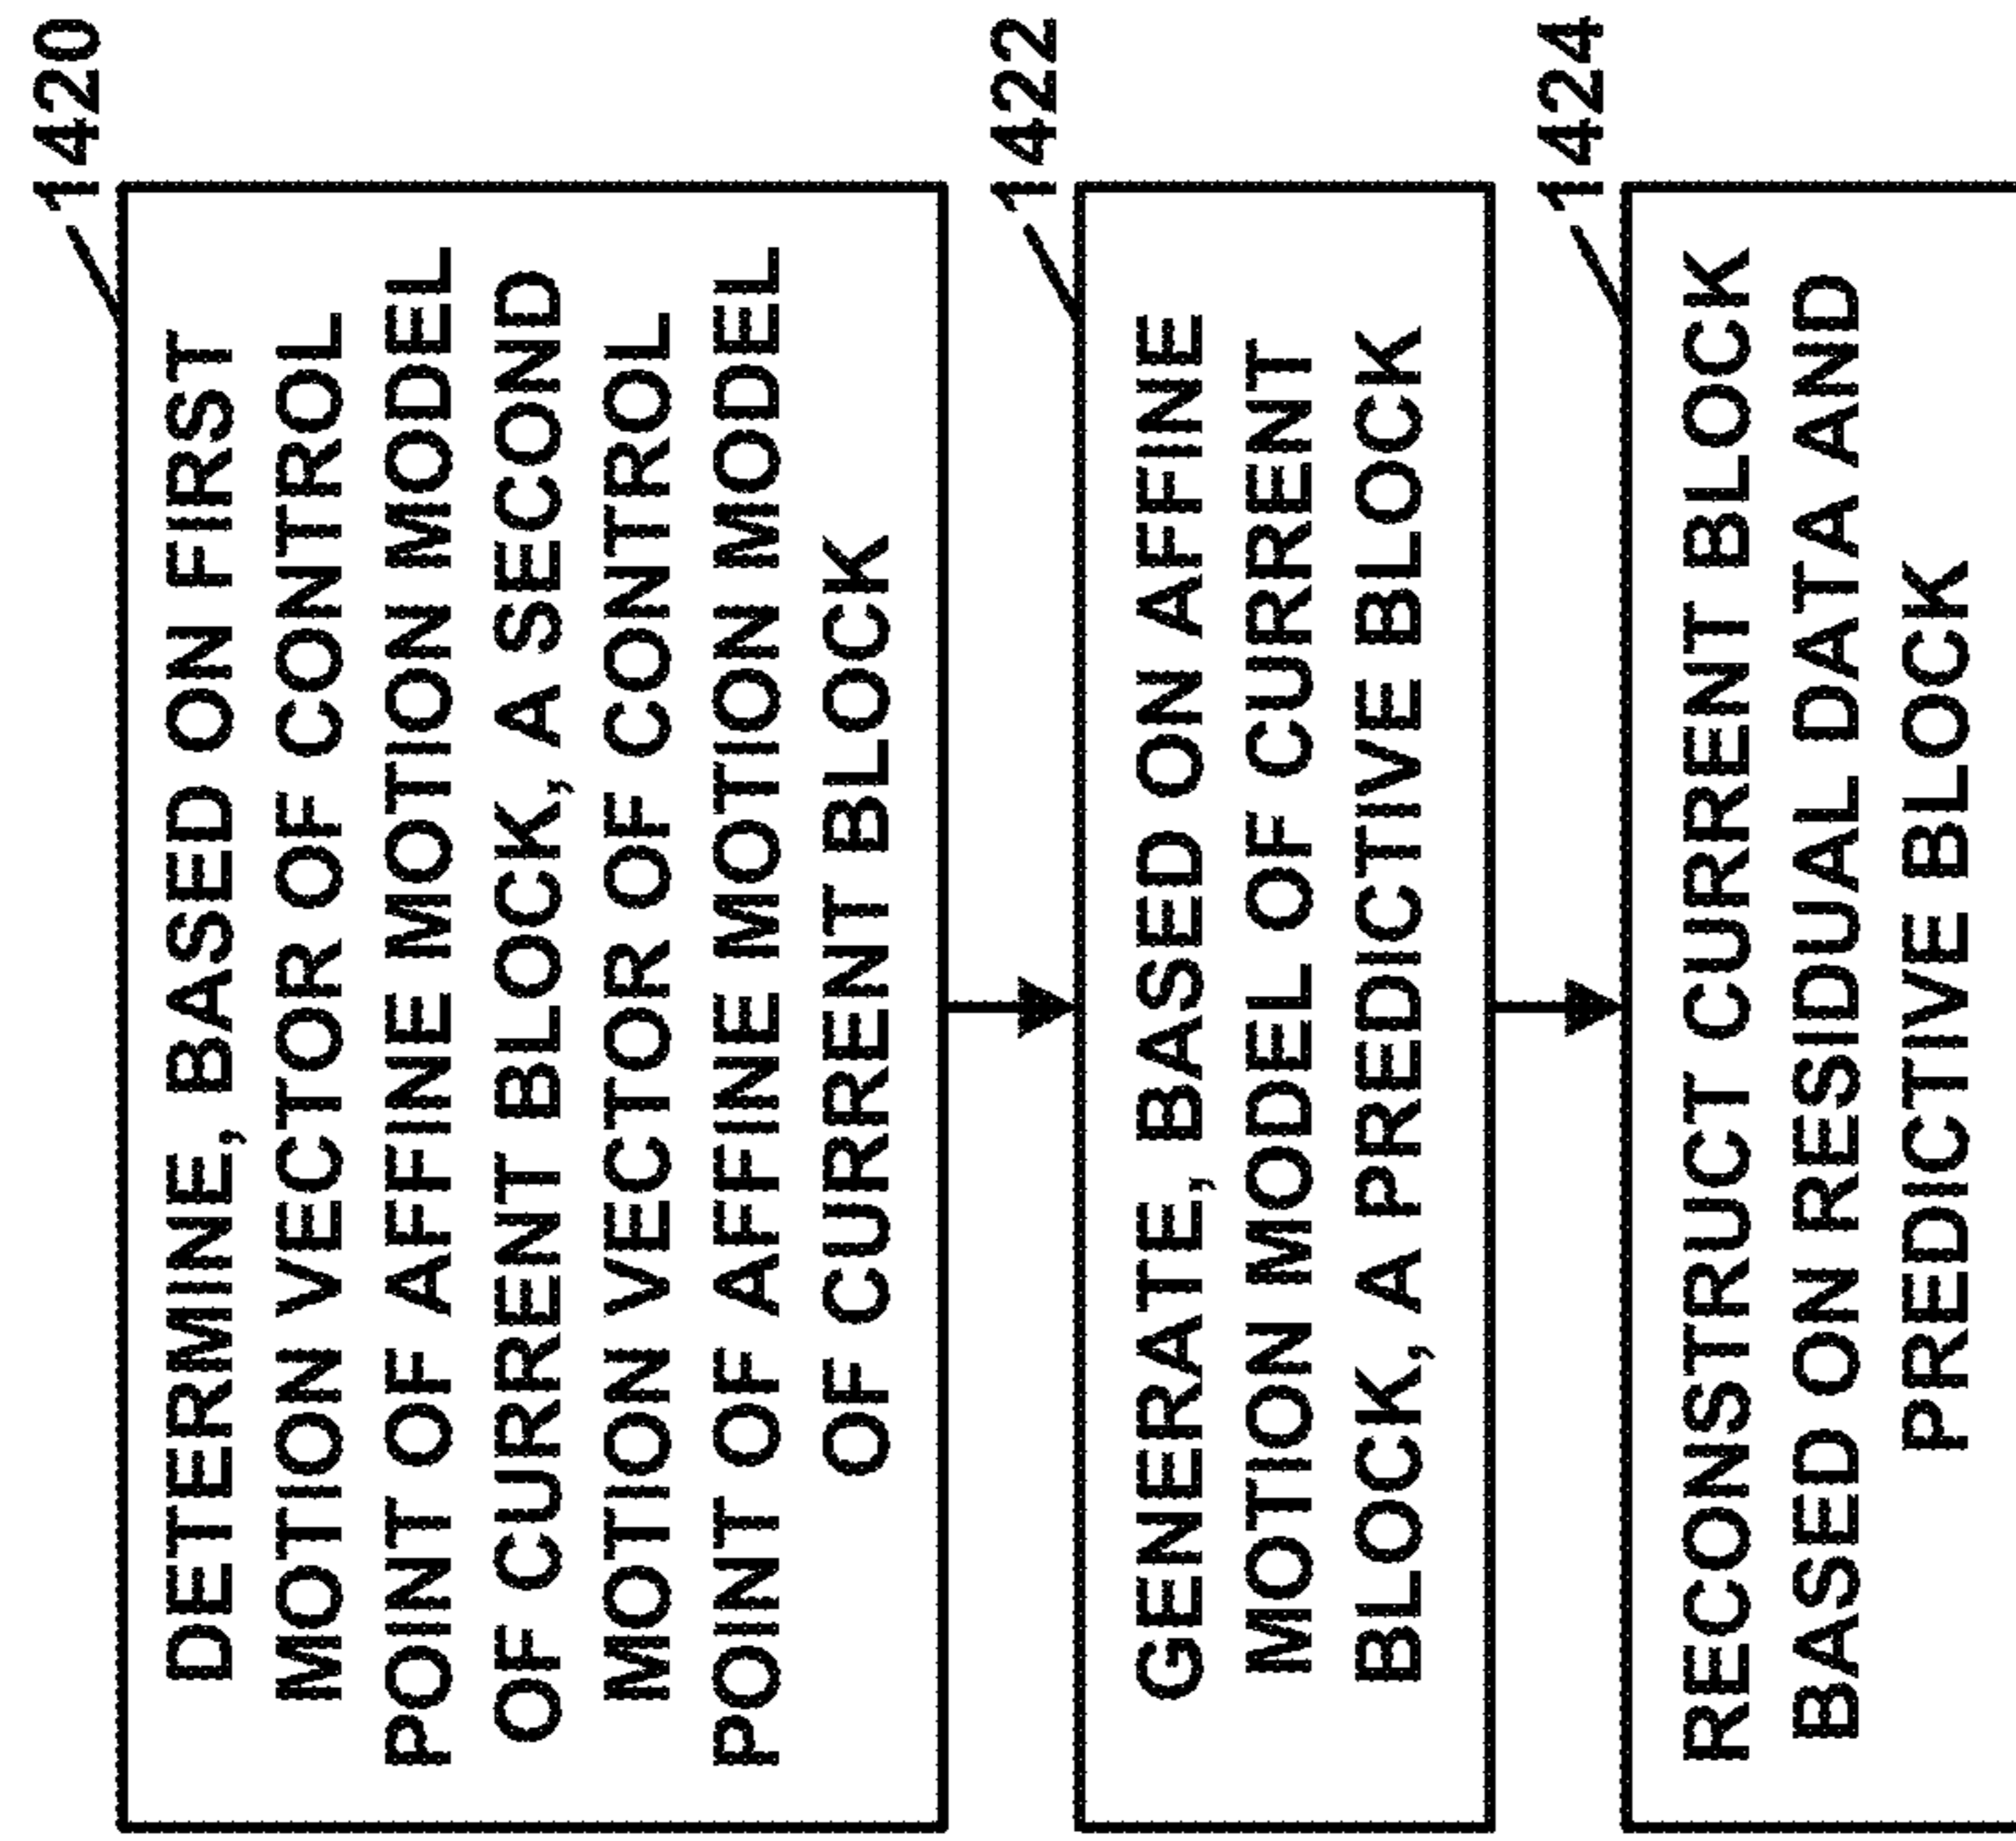 1420
DETERMINE, BASED ON FIRST
MOTION VECTOR OF CONTROL
POINT OF AFFINE MOTION MODEL
OF CURRENT BLOCK, A SECOND
MOTION VECTOR OF CONTROL
POINT OF AFFINE MOTION MODEL
OF CURRENT BLOCK
1422
GENERATE, BASED ON AFFINE
MOTION MODEL OF CURRENT
BLOCK, A PREDICTIVE BLOCK
1424
RECONSTRUCT CURRENT BLOCK
BASED ON RESIDUAL DATA AND
PREDICTIVE BLOCK